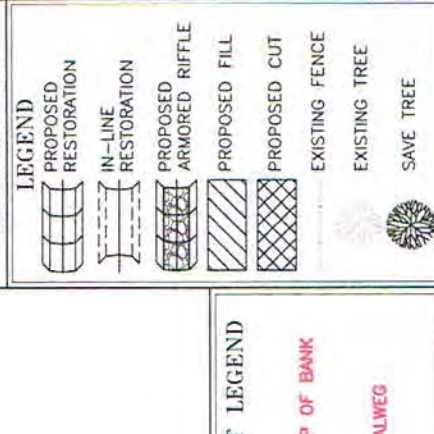 LEGEND
PROPOSED
RESTORATION
IN-LINE
RESTORATION
PROPOSED
ARMORED RIFFLE
PROPOSED FILL
PROPOSED CUT
EXISTING FENCE
EXISTING TREE
SAVE TREE
LEGEND
OF BANK